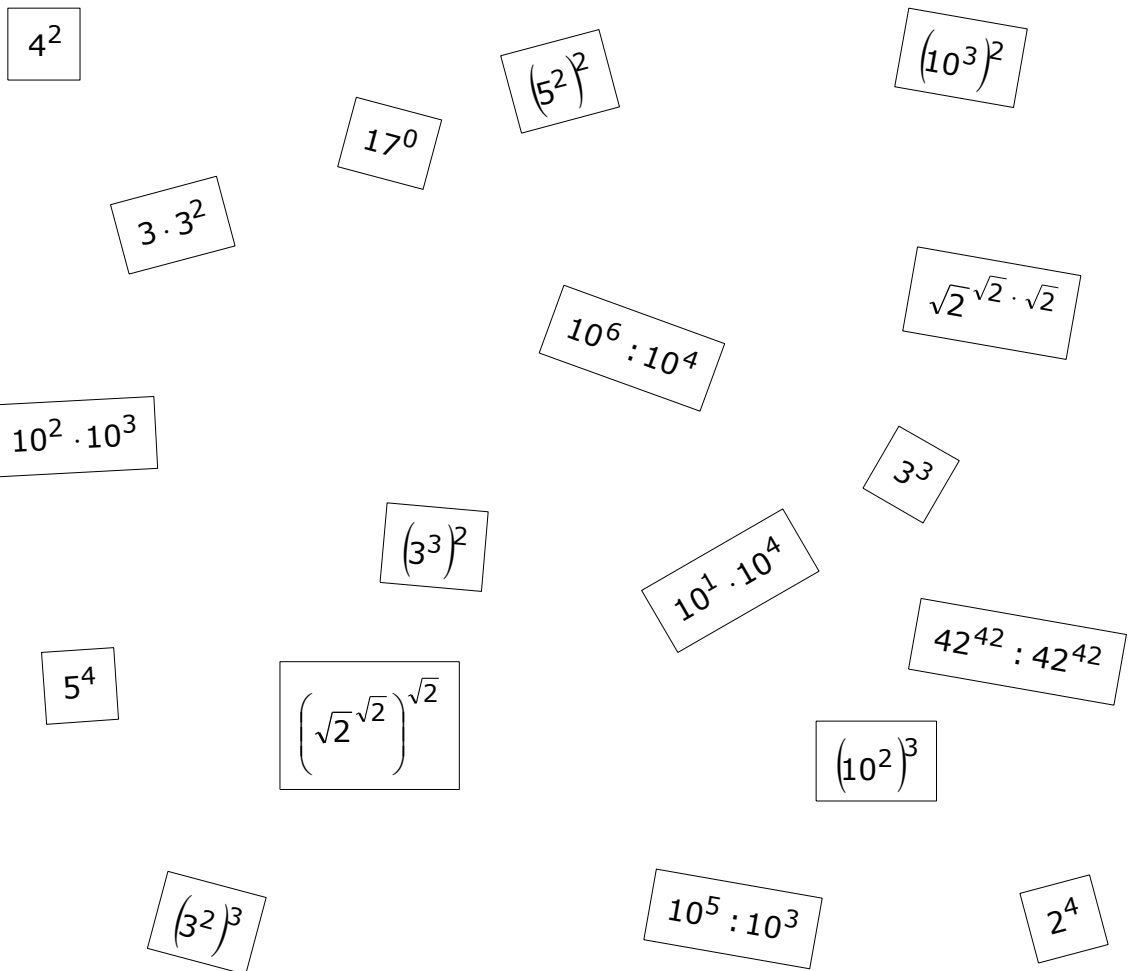 4²
(5²)²
(10³)²
17⁰
3 · 3²
√2^(√2 · √2)
10⁶ : 10⁴
10² · 10³
3³
(3³)²
10¹ · 10⁴
42⁴² : 42⁴²
5⁴
(√2^√2)^√2
(10²)³
(3²)³
10⁵ : 10³
2⁴